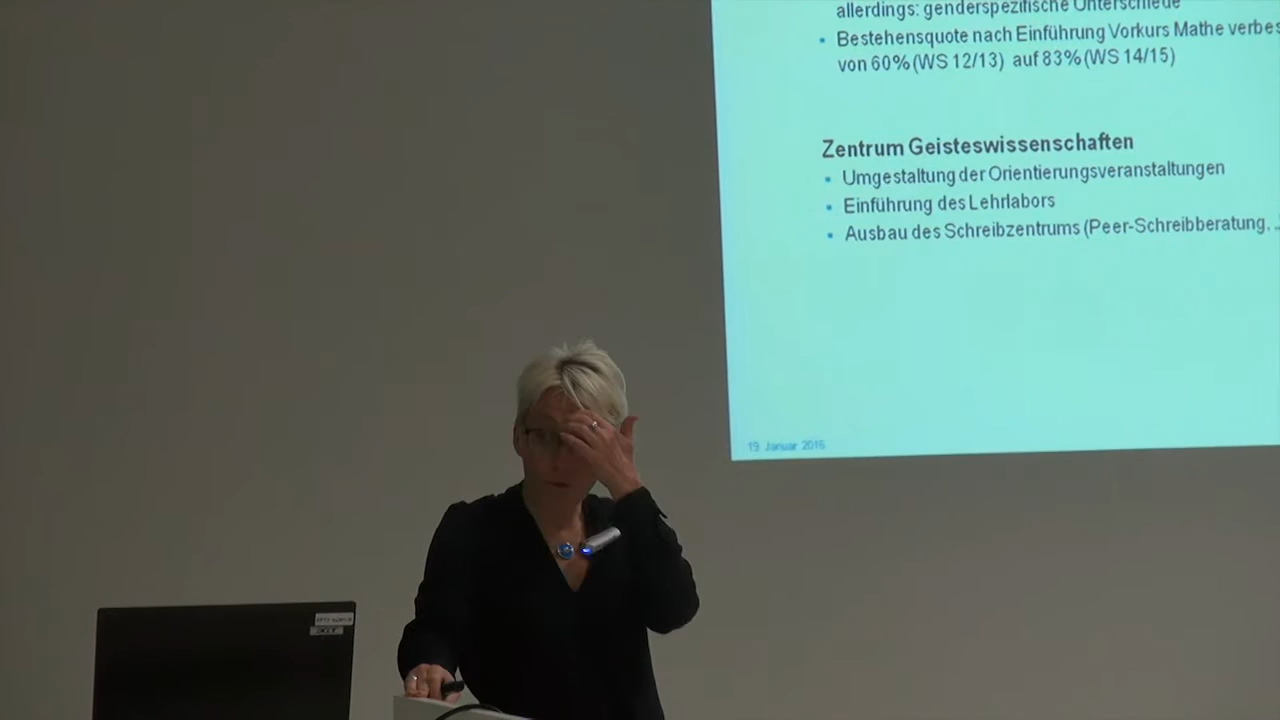 allerdings: genderspezifische Unterschiede
Bestehensquote nach Einführung Vorkurs Mathe verbes
von 60% (WS 12/13) auf 83% (WS 14/15)
Zentrum Geisteswissenschaften
Umgestaltung der Orientierungsveranstaltungen
Einführung des Lehrlabors
Ausbau des Schreibzentrums (Peer-Schreibberatung, ..
19. Januar 2015